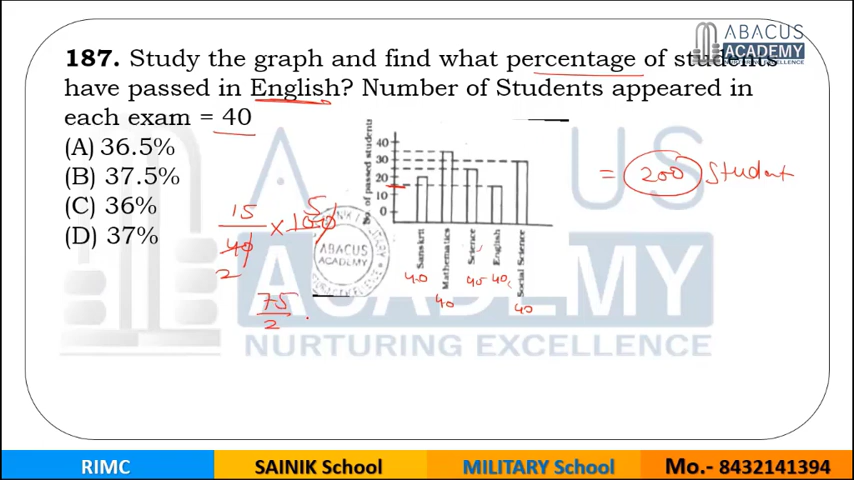 ABACUS
ACADEMY
NURTURING EXCELLENCE
187. Study the graph and find what percentage of students
have passed in English? Number of Students appeared in
each exam = 40
(A) 36.5%
(B) 37.5%
(C) 36%
(D) 37%
15
40 × 100
5
2
75
2
No. of passed students
40
30
20
10
0
Sanskrit
Mathematics
Science
English
Social Science
40
40
40
40
40
= 200 Student
ABACUS
ACADEMY
ACADEMY
NURTURING EXCELLENCE
RIMC
SAINIK School
MILITARY School
Mo.- 8432141394